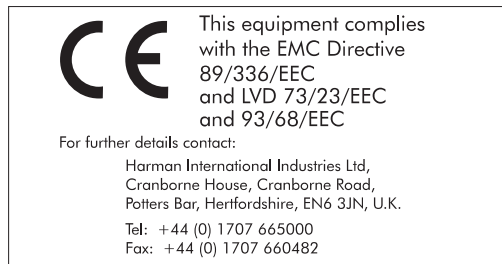 CE
This equipment complies
with the EMC Directive
89/336/EEC
and LVD 73/23/EEC
and 93/68/EEC
For further details contact:
Harman International Industries Ltd,
Cranborne House, Cranborne Road,
Potters Bar, Hertfordshire, EN6 3JN, U.K.
Tel: +44 (0) 1707 665000
Fax: +44 (0) 1707 660482